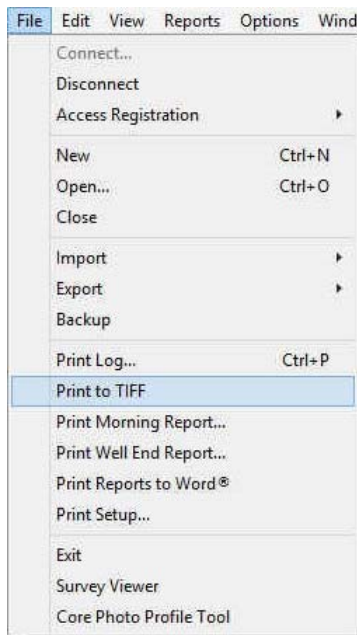 File Edit View Reports Options Wind
Connect...
Disconnect
Access Registration
New Ctrl+N
Open... Ctrl+O
Close
Import
Export
Backup
Print Log... Ctrl+P
Print to TIFF
Print Morning Report...
Print Well End Report...
Print Reports to Word®
Print Setup...
Exit
Survey Viewer
Core Photo Profile Tool